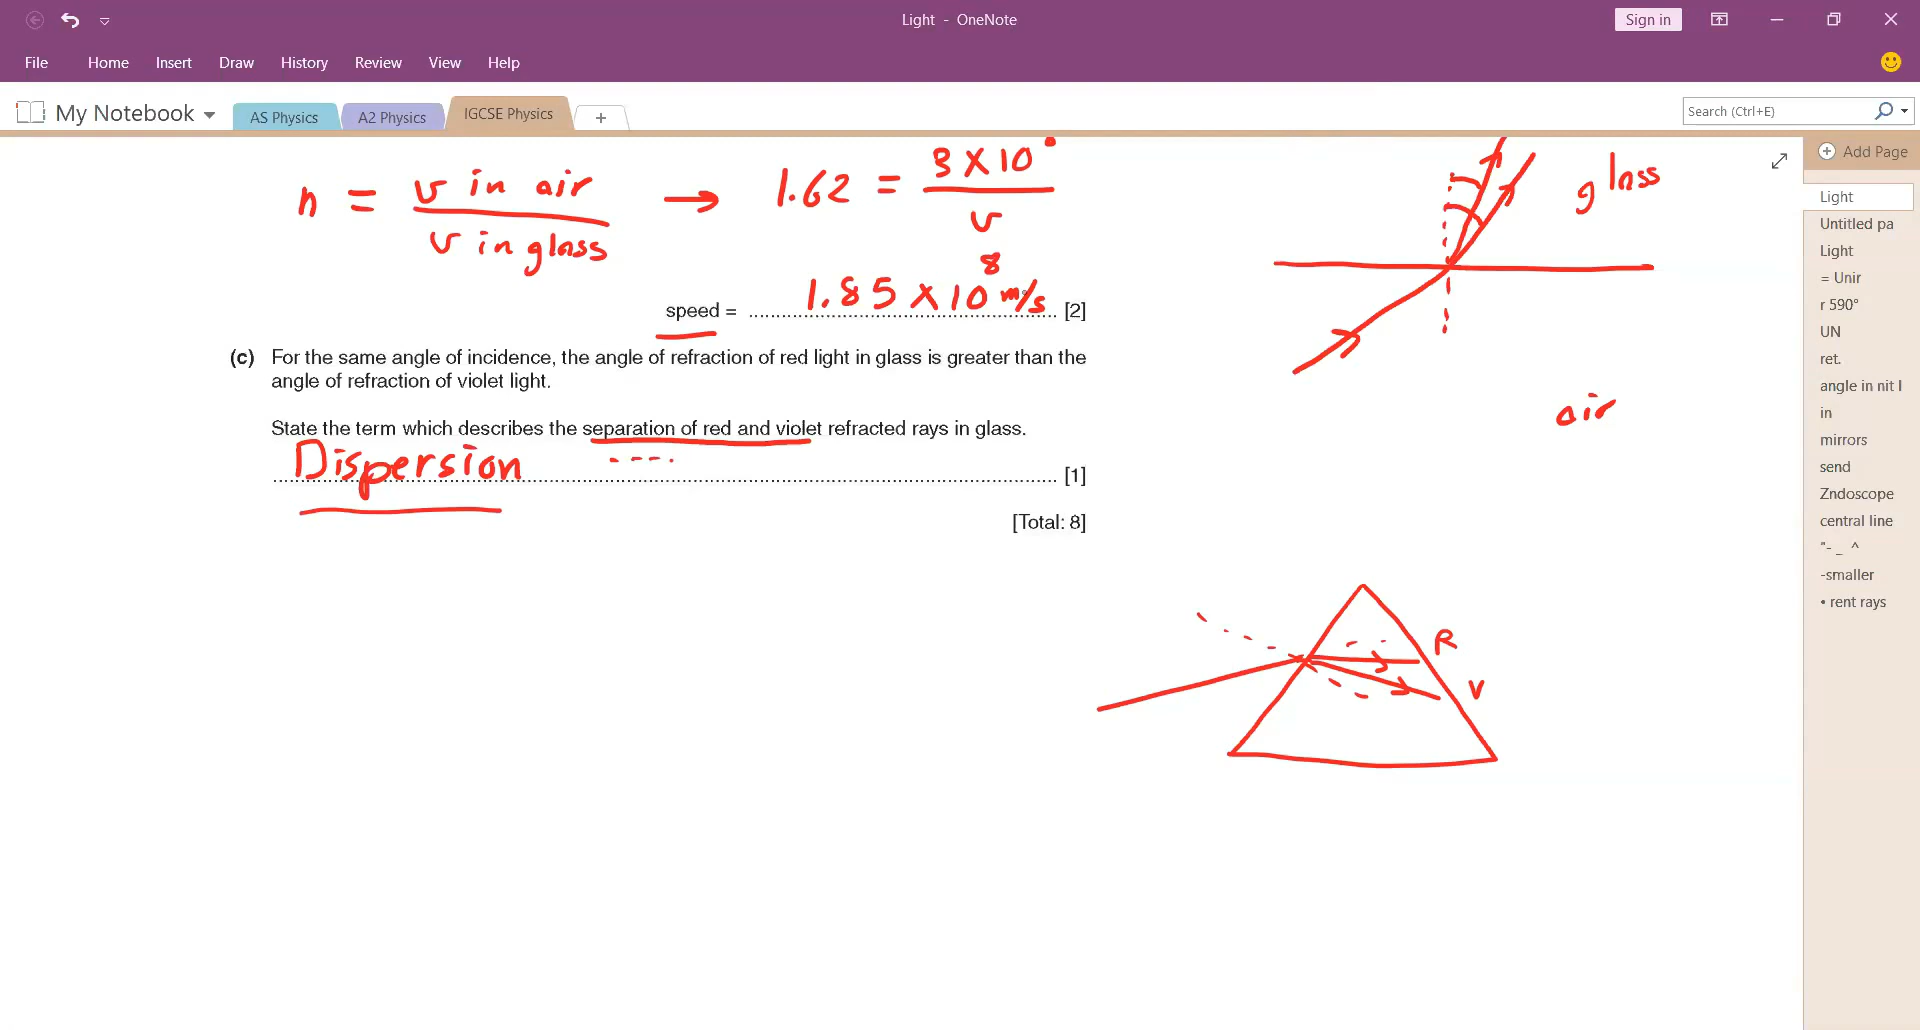 Light - OneNote
Sign in
File Home Insert Draw History Review View Help
My Notebook
AS Physics A2 Physics IGCSE Physics +
Search (Ctrl+E)
Add Page
n = v in air / v in glass → 1.62 = 3 X 10 / v
speed = 1.85 X 10^8 m/s [2]
(c) For the same angle of incidence, the angle of refraction of red light in glass is greater than the
angle of refraction of violet light.
State the term which describes the separation of red and violet refracted rays in glass.
Dispersion [1]
[Total: 8]
glass
air
R
V
Light
Untitled pa
Light
= Unir
r 590°
UN
ret.
angle in nit I
in
mirrors
send
Zndoscope
central line
"- _ ^
-smaller
• rent rays